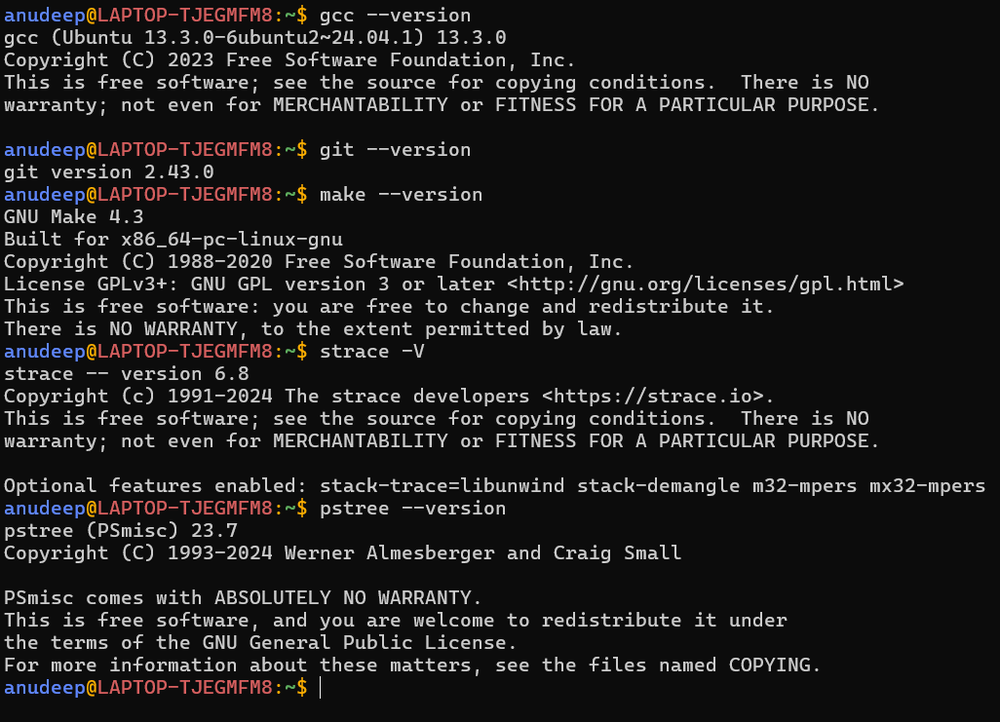 anudeep@LAPTOP-TJEGMFM8:~$ gcc --version
gcc (Ubuntu 13.3.0-6ubuntu2~24.04.1) 13.3.0
Copyright (C) 2023 Free Software Foundation, Inc.
This is free software; see the source for copying conditions.  There is NO
warranty; not even for MERCHANTABILITY or FITNESS FOR A PARTICULAR PURPOSE.

anudeep@LAPTOP-TJEGMFM8:~$ git --version
git version 2.43.0
anudeep@LAPTOP-TJEGMFM8:~$ make --version
GNU Make 4.3
Built for x86_64-pc-linux-gnu
Copyright (C) 1988-2020 Free Software Foundation, Inc.
License GPLv3+: GNU GPL version 3 or later <http://gnu.org/licenses/gpl.html>
This is free software: you are free to change and redistribute it.
There is NO WARRANTY, to the extent permitted by law.
anudeep@LAPTOP-TJEGMFM8:~$ strace -V
strace -- version 6.8
Copyright (c) 1991-2024 The strace developers <https://strace.io>.
This is free software; see the source for copying conditions.  There is NO
warranty; not even for MERCHANTABILITY or FITNESS FOR A PARTICULAR PURPOSE.

Optional features enabled: stack-trace=libunwind stack-demangle m32-mpers mx32-mpers
anudeep@LAPTOP-TJEGMFM8:~$ pstree --version
pstree (PSmisc) 23.7
Copyright (C) 1993-2024 Werner Almesberger and Craig Small

PSmisc comes with ABSOLUTELY NO WARRANTY.
This is free software, and you are welcome to redistribute it under
the terms of the GNU General Public License.
For more information about these matters, see the files named COPYING.
anudeep@LAPTOP-TJEGMFM8:~$